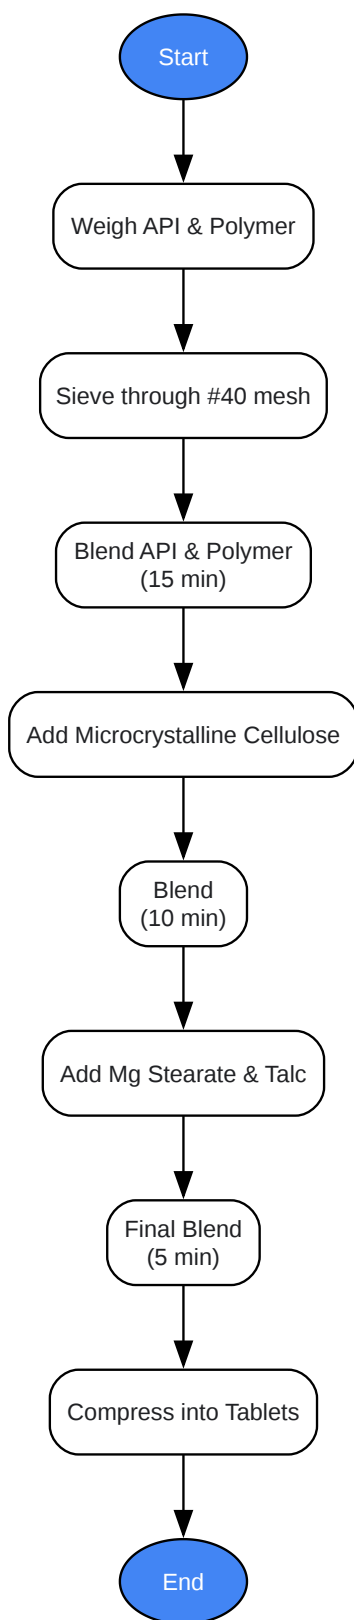 Start
Weigh API & Polymer
Sieve through #40 mesh
Blend API & Polymer
(15 min)
Add Microcrystalline Cellulose
Blend
(10 min)
Add Mg Stearate & Talc
Final Blend
(5 min)
Compress into Tablets
End